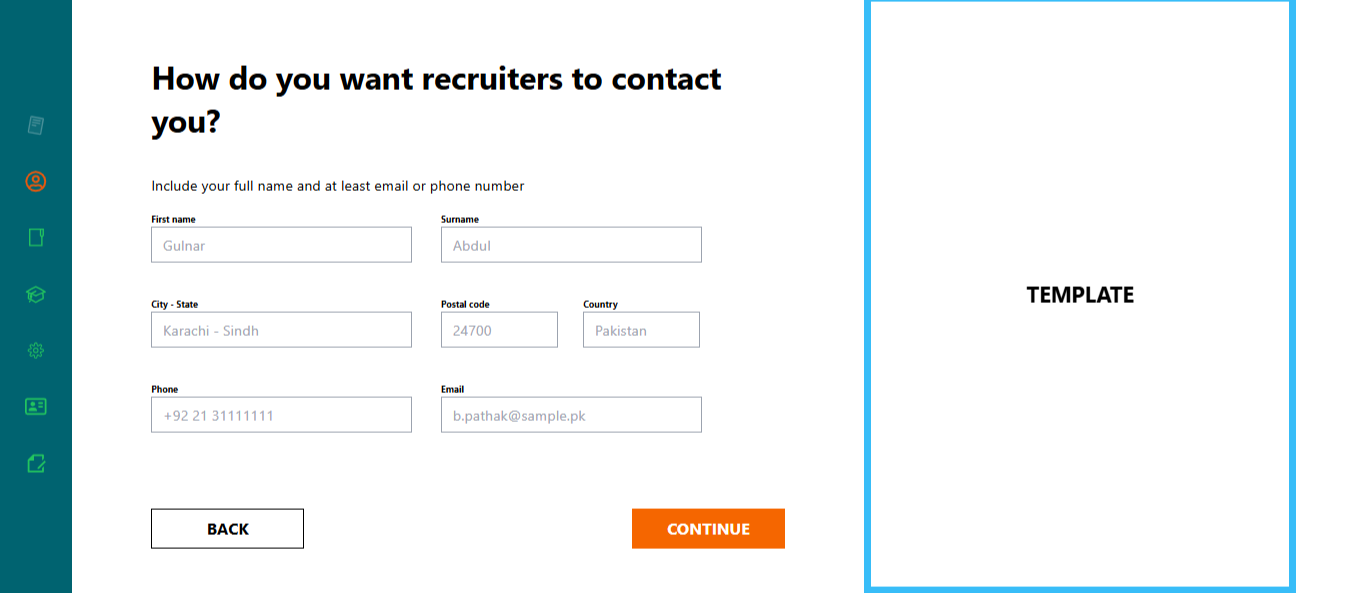 How do you want recruiters to contact
you?
Include your full name and at least email or phone number
First name
Surname
Gulnar
Abdul
City - State
Postal code
Country
Karachi - Sindh
24700
Pakistan
Phone
Email
+92 21 31111111
b.pathak@sample.pk
BACK
CONTINUE
TEMPLATE